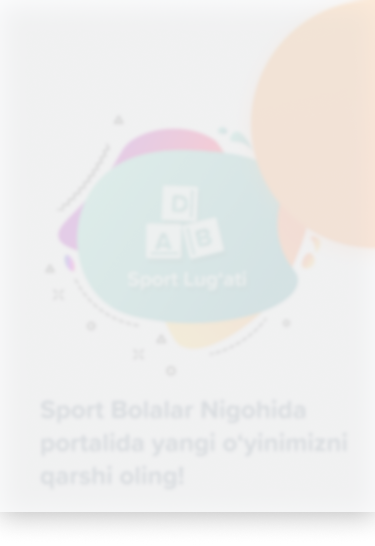 D
A B
Sport Lug'ati
Sport Bolalar Nigohida
portalida yangi o'yinimizni
qarshi oling!